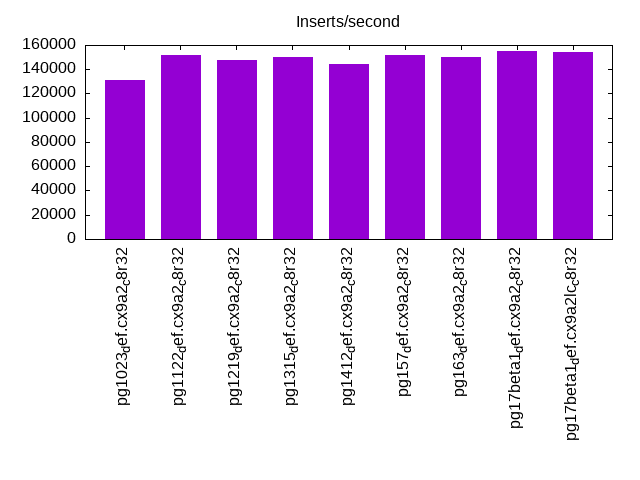 Inserts/second
160000
140000
120000
100000
80000
60000
40000
20000
0
pg1023def.cx9a2c8r32
pg1122def.cx9a2c8r32
pg1219def.cx9a2c8r32
pg1315def.cx9a2c8r32
pg1412def.cx9a2c8r32
pg157def.cx9a2c8r32
pg163def.cx9a2c8r32
pg17beta1def.cx9a2c8r32
pg17beta1def.cx9a2lcc8r32